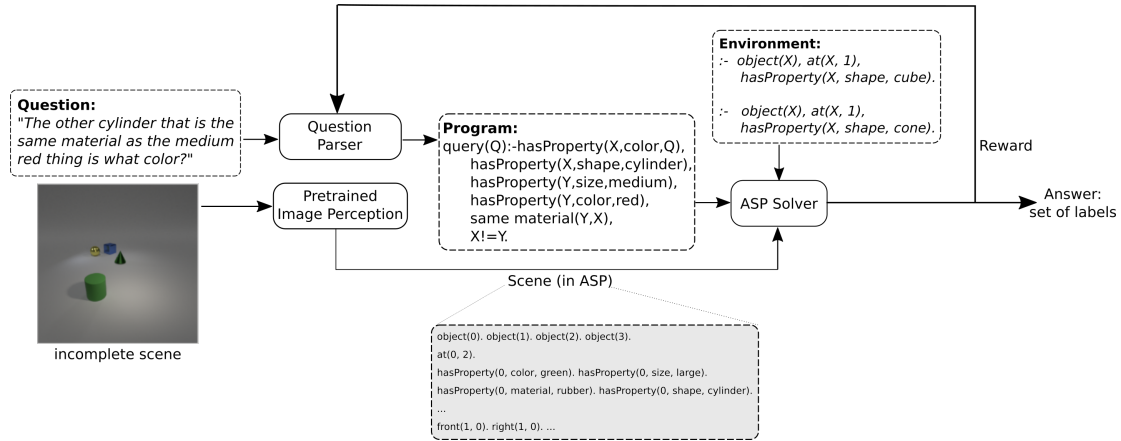 Question:
"The other cylinder that is the
same material as the medium
red thing is what color?"
incomplete scene
Question
Parser
Pretrained
Image Perception
Program:
query(Q):-hasProperty(X,color,Q),
hasProperty(X,shape,cylinder),
hasProperty(Y,size,medium),
hasProperty(Y,color,red),
same material(Y,X),
X!=Y.
Environment:
:- object(X), at(X, 1),
hasProperty(X, shape, cube).
:- object(X), at(X, 1),
hasProperty(X, shape, cone).
ASP Solver
Reward
Answer:
set of labels
Scene (in ASP)
object(0). object(1). object(2). object(3).
at(0, 2).
hasProperty(0, color, green). hasProperty(0, size, large).
hasProperty(0, material, rubber). hasProperty(0, shape, cylinder).
...
front(1, 0). right(1, 0). ...